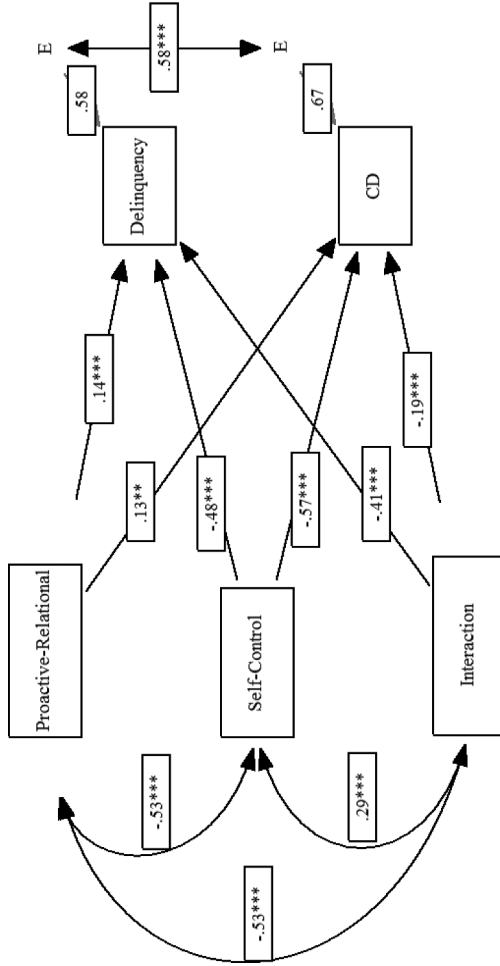 Proactive-Relational
Self-Control
Interaction
-.53***
.29***
-.53***
.14***
.13**
-.48***
-.57***
-.41***
-.19***
Delinquency
CD
.58
.67
E
E
.58***